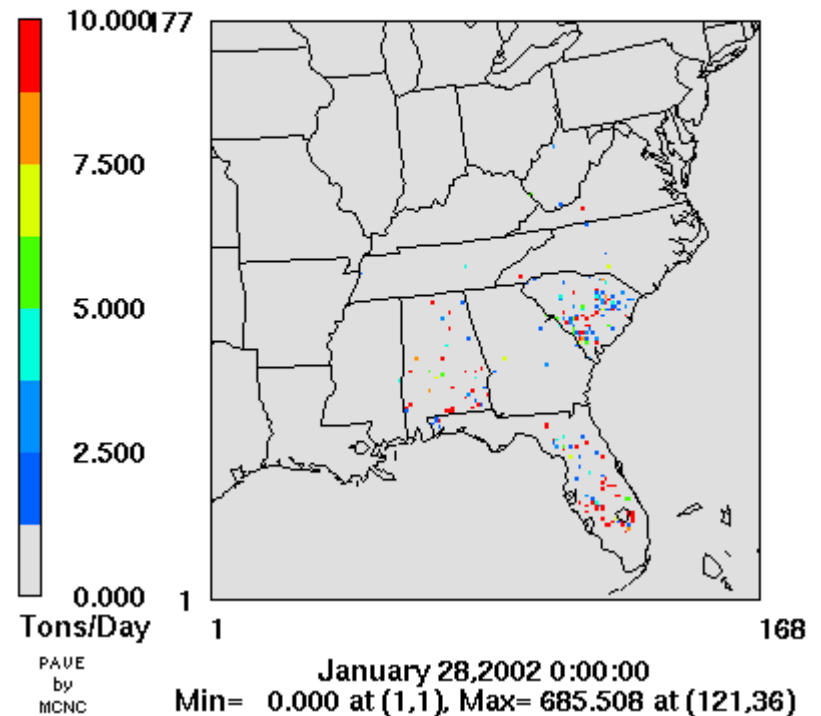 10.000
177
7.500
5.000
2.500
0.000
1
Tons/Day
1
168
PAVE
by
MCNC
January 28,2002 0:00:00
Min= 0.000 at (1,1), Max= 685.508 at (121,36)